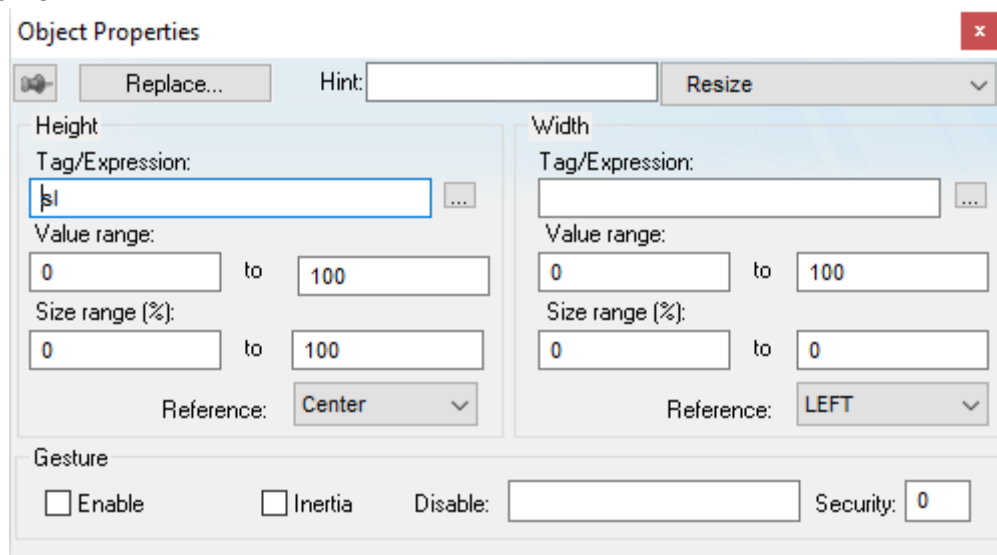 Object Properties
x
Replace... Hint: Resize
Height Width
Tag/Expression: Tag/Expression:
sl ... ...
Value range: Value range:
0 to 100 0 to 100
Size range (%): Size range (%):
0 to 100 0 to 0
Reference: Center Reference: LEFT
Gesture
Enable Inertia Disable: Security: 0